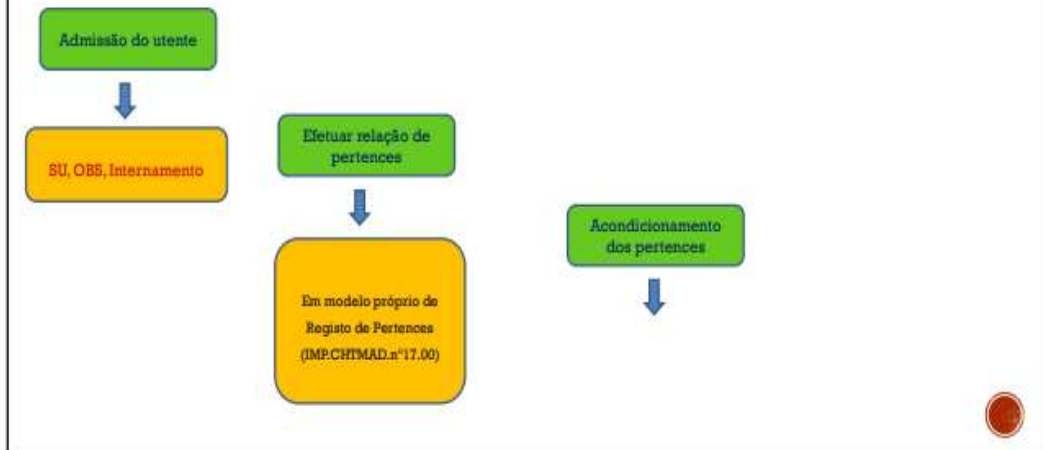 Admissão do utente
SU, OBS, Internamento
Efetuar relação de
pertences
Em modelo próprio de
Registo de Pertences
(IMP.CHTMAD.nº17.00)
Acondicionamento
dos pertences